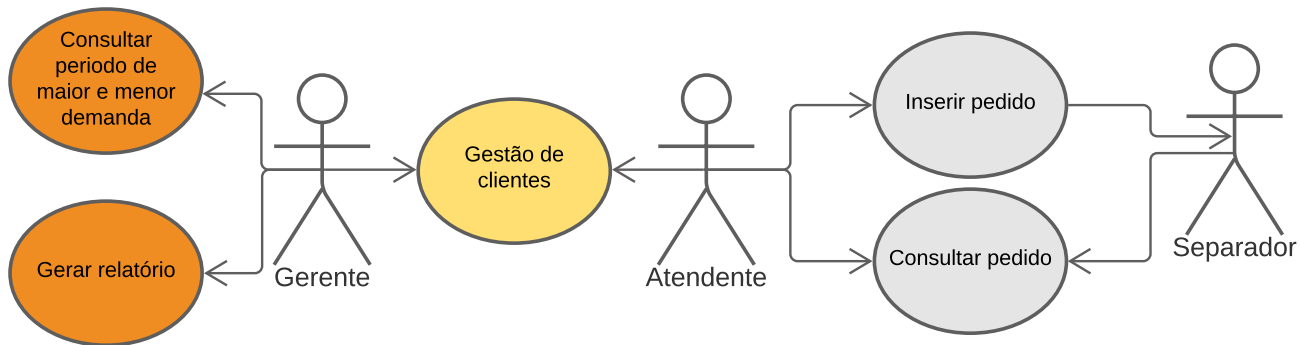 Consultar
periodo de
maior e menor
demanda
Gerar relatório
Gerente
Gestão de
clientes
Atendente
Inserir pedido
Consultar pedido
Separador